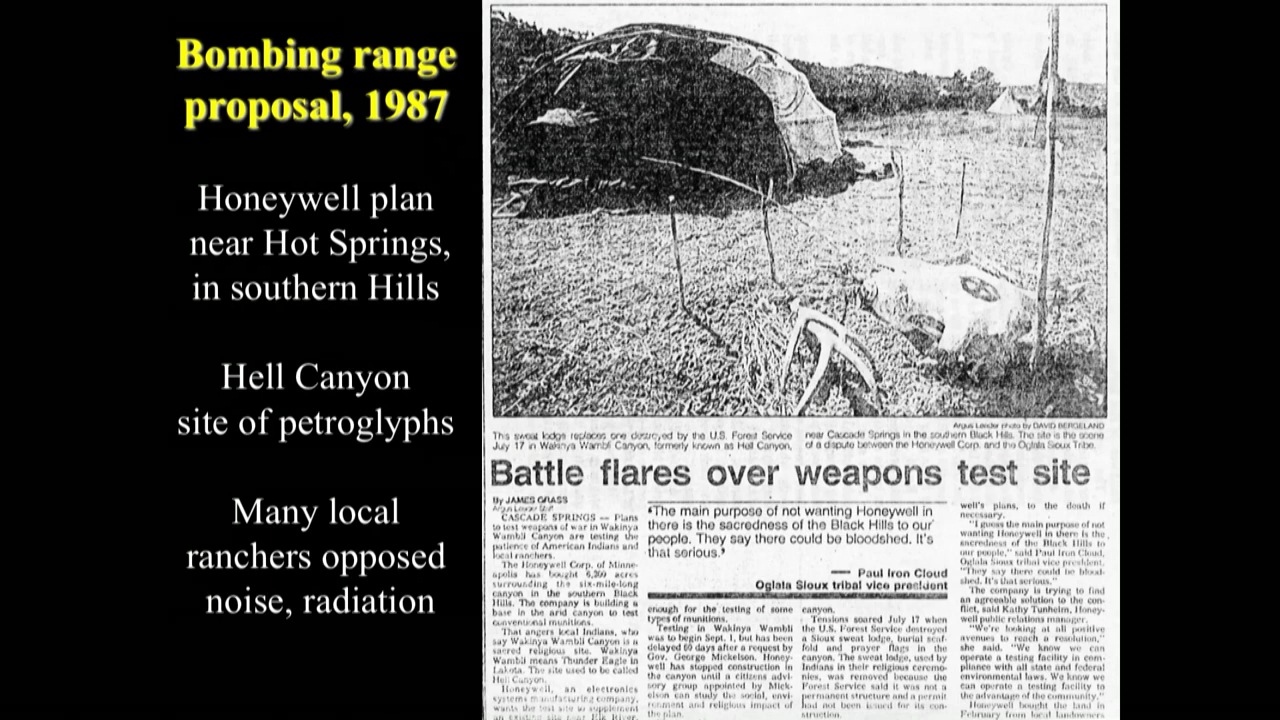 Bombing range
proposal, 1987
Honeywell plan
near Hot Springs,
in southern Hills
Hell Canyon
site of petroglyphs
Many local
ranchers opposed
noise, radiation
Argus Leader photo by DAVID BERGELAND
This sweat lodge replaces one destroyed by the U.S. Forest Service
July 17 in Wakinya Wambli Canyon, formerly known as Hell Canyon,
near Cascade Springs in the southern Black Hills. The site is the scene
of a dispute between the Honeywell Corp. and the Oglala Sioux Tribe.
Battle flares over weapons test site
By JAMES GRASS
Argus Leader Staff
CASCADE SPRINGS — Plans
to test weapons of war in Wakinya
Wambli Canyon are testing the
patience of American Indians and
local ranchers.
The Honeywell Corp. of Minne-
apolis has bought 6,200 acres
surrounding the six-mile-long
canyon in the southern Black
Hills. The company is building a
base in the arid canyon to test
conventional munitions.
That angers local Indians, who
say Wakinya Wambli Canyon is a
sacred religious site. Wakinya
Wambli means Thunder Eagle in
Lakota. The site used to be called
Hell Canyon.
Honeywell, an electronics
systems manufacturing company,
wants the test site to supplement
an existing site near Elk River,
‘The main purpose of not wanting Honeywell in
there is the sacredness of the Black Hills to our
people. They say there could be bloodshed. It's
that serious.’
— Paul Iron Cloud
Oglala Sioux tribal vice president
enough for the testing of some
types of munitions.
Testing in Wakinya Wambli
was to begin Sept. 1, but has been
delayed 60 days after a request by
Gov. George Mickelson. Honey-
well has stopped construction in
the canyon until a citizens advi-
sory group appointed by Mick-
elson can study the social, envi-
ronment and religious impact of
the plan.
canyon.
Tensions soared July 17 when
the U.S. Forest Service destroyed
a Sioux sweat lodge, burial scaf-
fold and prayer flags in the
canyon. The sweat lodge, used by
Indians in their religious ceremo-
nies, was removed because the
Forest Service said it was not a
permanent structure and a permit
had not been issued for its con-
struction.
well's plans, to the death if
necessary.
"I guess the main purpose of not
wanting Honeywell in there is the
sacredness of the Black Hills to
our people," said Paul Iron Cloud,
Oglala Sioux tribal vice president.
"They say there could be blood-
shed. It's that serious."
The company is trying to find
an agreeable solution to the con-
flict, said Kathy Tunheim, Honey-
well public relations manager.
"We're looking at all positive
avenues to reach a resolution,"
she said. "We know we can
operate a testing facility in com-
pliance with all state and federal
environmental laws. We know we
can operate a testing facility to
the advantage of the community."
Honeywell bought the land in
February from local landowners